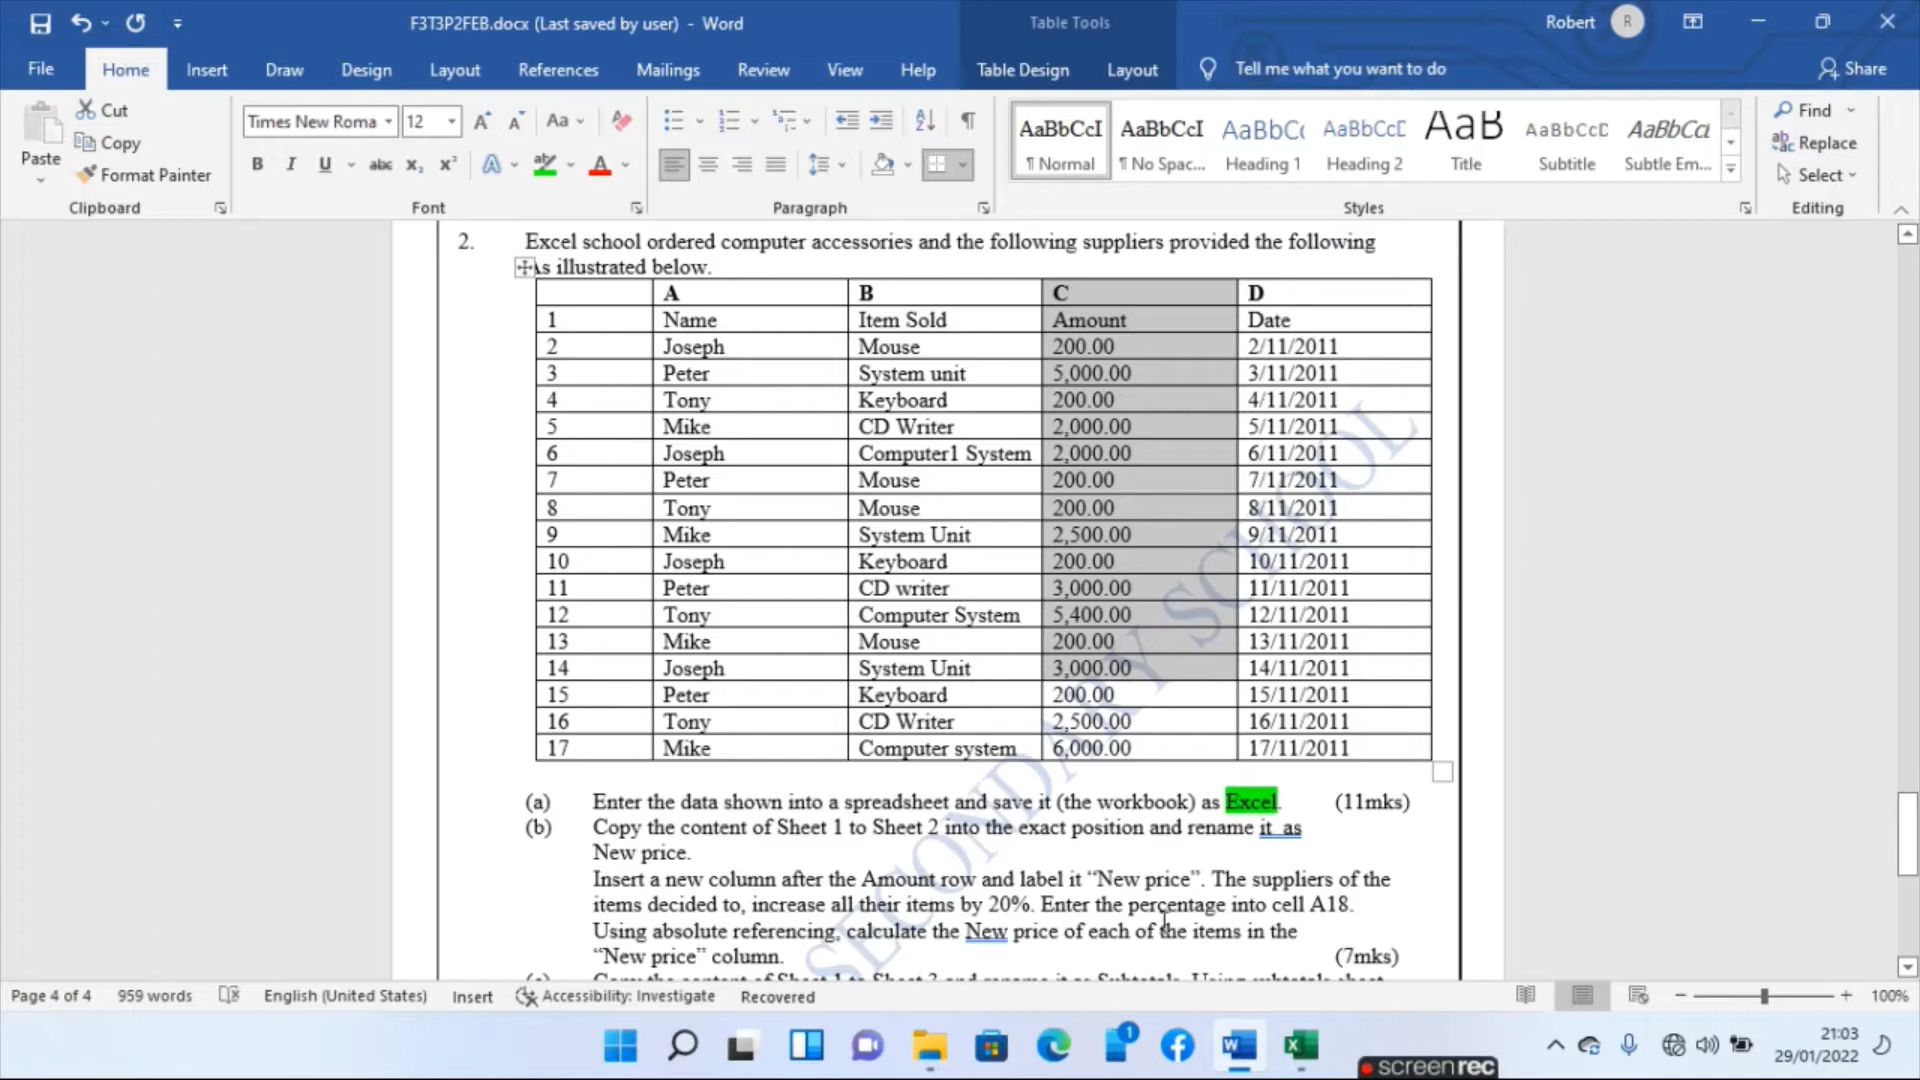 F3T3P2FEB.docx (Last saved by user) - Word
Table Tools
Robert
R
File
Home
Insert
Draw
Design
Layout
References
Mailings
Review
View
Help
Table Design
Layout
Tell me what you want to do
Share
Paste
Cut
Copy
Format Painter
Clipboard
Times New Roma
12
Aa
B I U abc x₂ x²
A
Font
Paragraph
AaBbCcI
¶ Normal
AaBbCcI
¶ No Spac...
AaBbC
Heading 1
AaBbCcE
Heading 2
AaB
Title
AaBbCcD
Subtitle
AaBbCcL
Subtle Em...
Styles
Find
Replace
Select
Editing
2. Excel school ordered computer accessories and the following suppliers provided the following
As illustrated below.
A B C D
1 Name Item Sold Amount Date
2 Joseph Mouse 200.00 2/11/2011
3 Peter System unit 5,000.00 3/11/2011
4 Tony Keyboard 200.00 4/11/2011
5 Mike CD Writer 2,000.00 5/11/2011
6 Joseph Computer1 System 2,000.00 6/11/2011
7 Peter Mouse 200.00 7/11/2011
8 Tony Mouse 200.00 8/11/2011
9 Mike System Unit 2,500.00 9/11/2011
10 Joseph Keyboard 200.00 10/11/2011
11 Peter CD writer 3,000.00 11/11/2011
12 Tony Computer System 5,400.00 12/11/2011
13 Mike Mouse 200.00 13/11/2011
14 Joseph System Unit 3,000.00 14/11/2011
15 Peter Keyboard 200.00 15/11/2011
16 Tony CD Writer 2,500.00 16/11/2011
17 Mike Computer system 6,000.00 17/11/2011
SECONDARY SCHOOL
(a) Enter the data shown into a spreadsheet and save it (the workbook) as Excel. (11mks)
(b) Copy the content of Sheet 1 to Sheet 2 into the exact position and rename it as
New price.
Insert a new column after the Amount row and label it “New price”. The suppliers of the
items decided to, increase all their items by 20%. Enter the percentage into cell A18.
Using absolute referencing, calculate the New price of each of the items in the
“New price” column. (7mks)
Page 4 of 4
959 words
English (United States)
Insert
Accessibility: Investigate
Recovered
100%
1
21:03
29/01/2022
screenrec